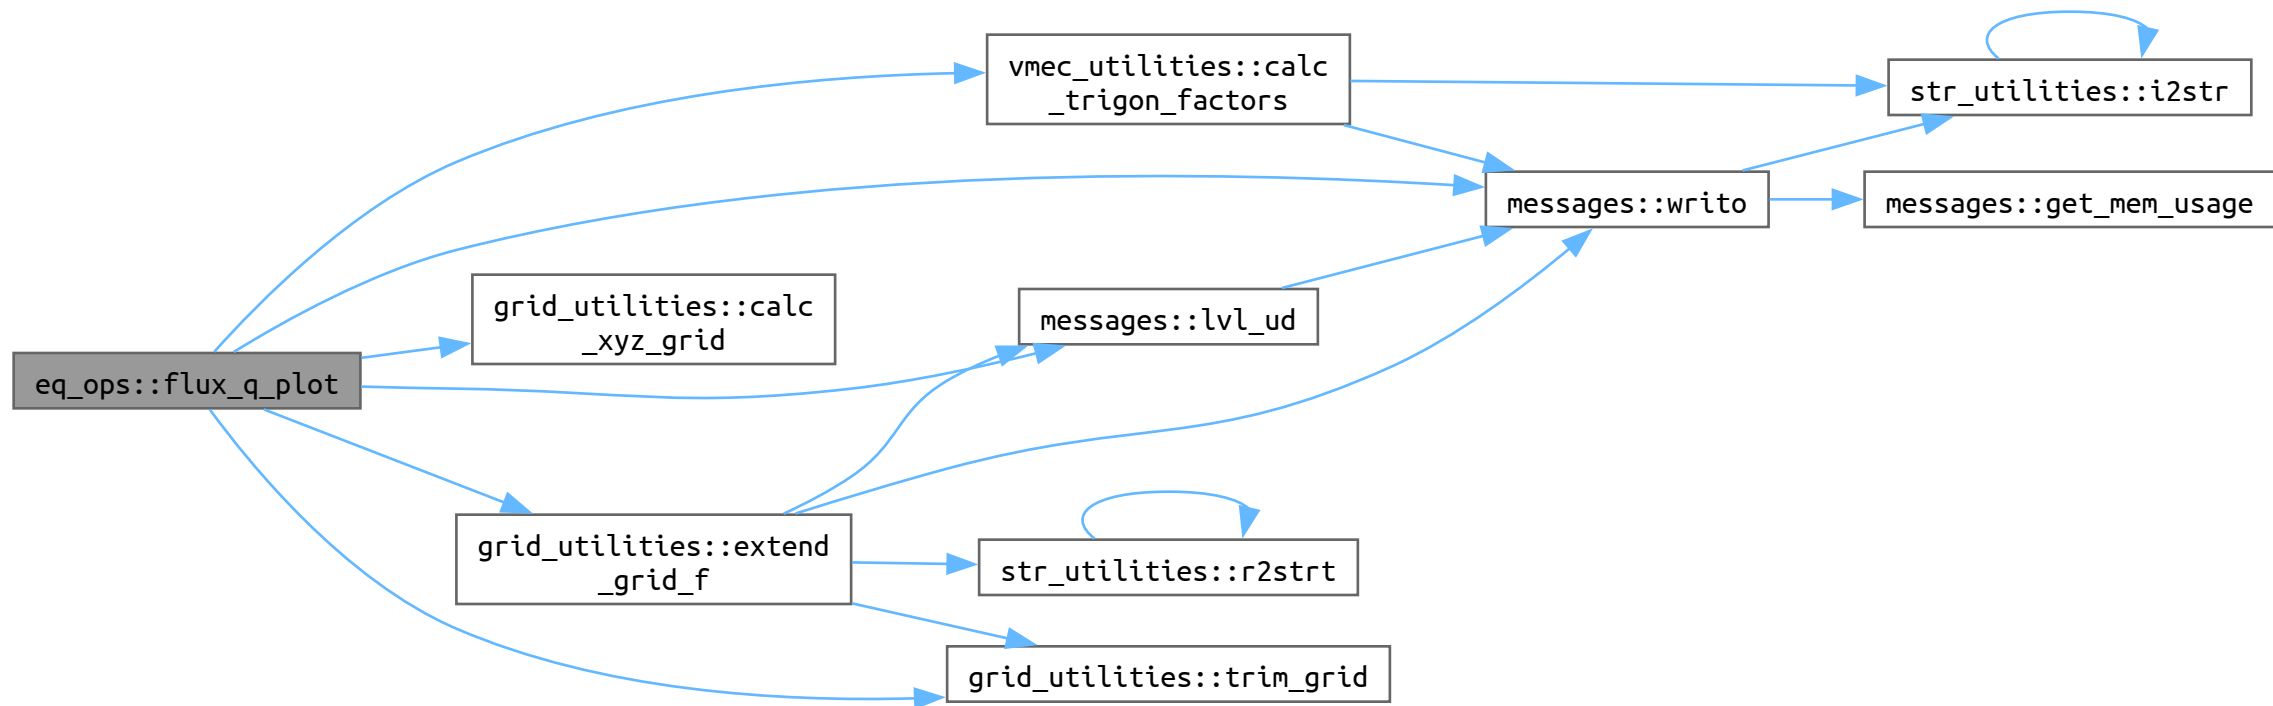 vmec_utilities::calc
_trigon_factors
str_utilities::i2str
messages::writo
messages::get_mem_usage
grid_utilities::calc
_xyz_grid
messages::lvl_ud
eq_ops::flux_q_plot
grid_utilities::extend
_grid_f
str_utilities::r2strt
grid_utilities::trim_grid